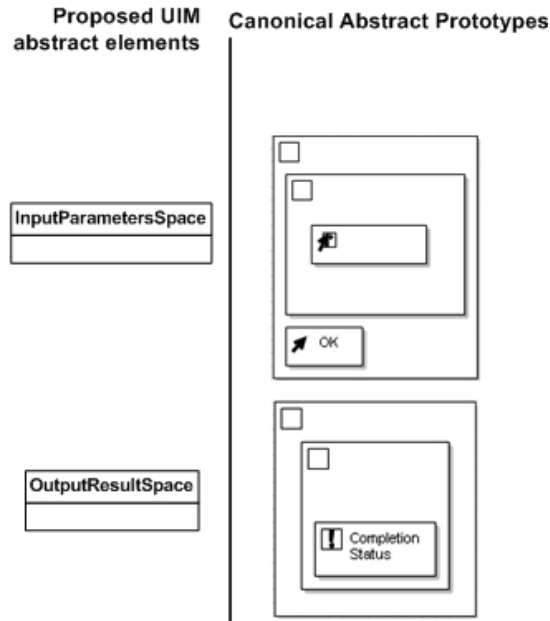 Proposed UIM
abstract elements
Canonical Abstract Prototypes
InputParametersSpace
OK
OutputResultSpace
Completion
Status